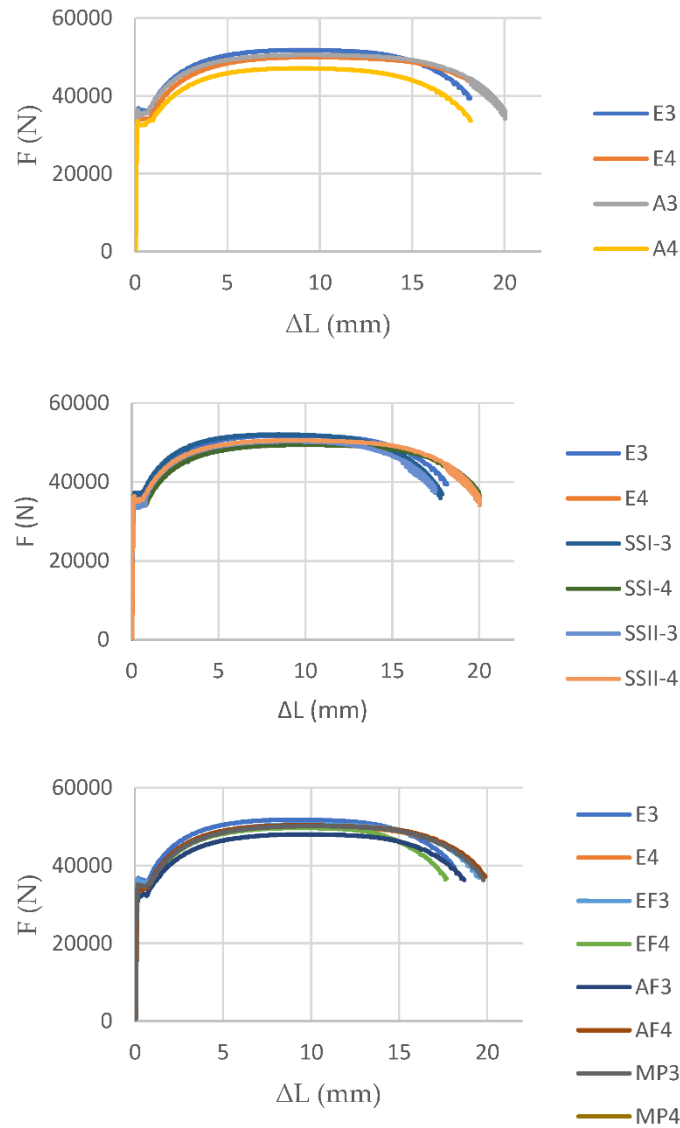 60000
40000
20000
0
F (N)
0 5 10 15 20
ΔL (mm)
E3
E4
A3
A4
60000
40000
20000
0
F (N)
0 5 10 15 20
ΔL (mm)
E3
E4
SSI-3
SSI-4
SSII-3
SSII-4
60000
40000
20000
0
F (N)
0 5 10 15 20
ΔL (mm)
E3
E4
EF3
EF4
AF3
AF4
MP3
MP4